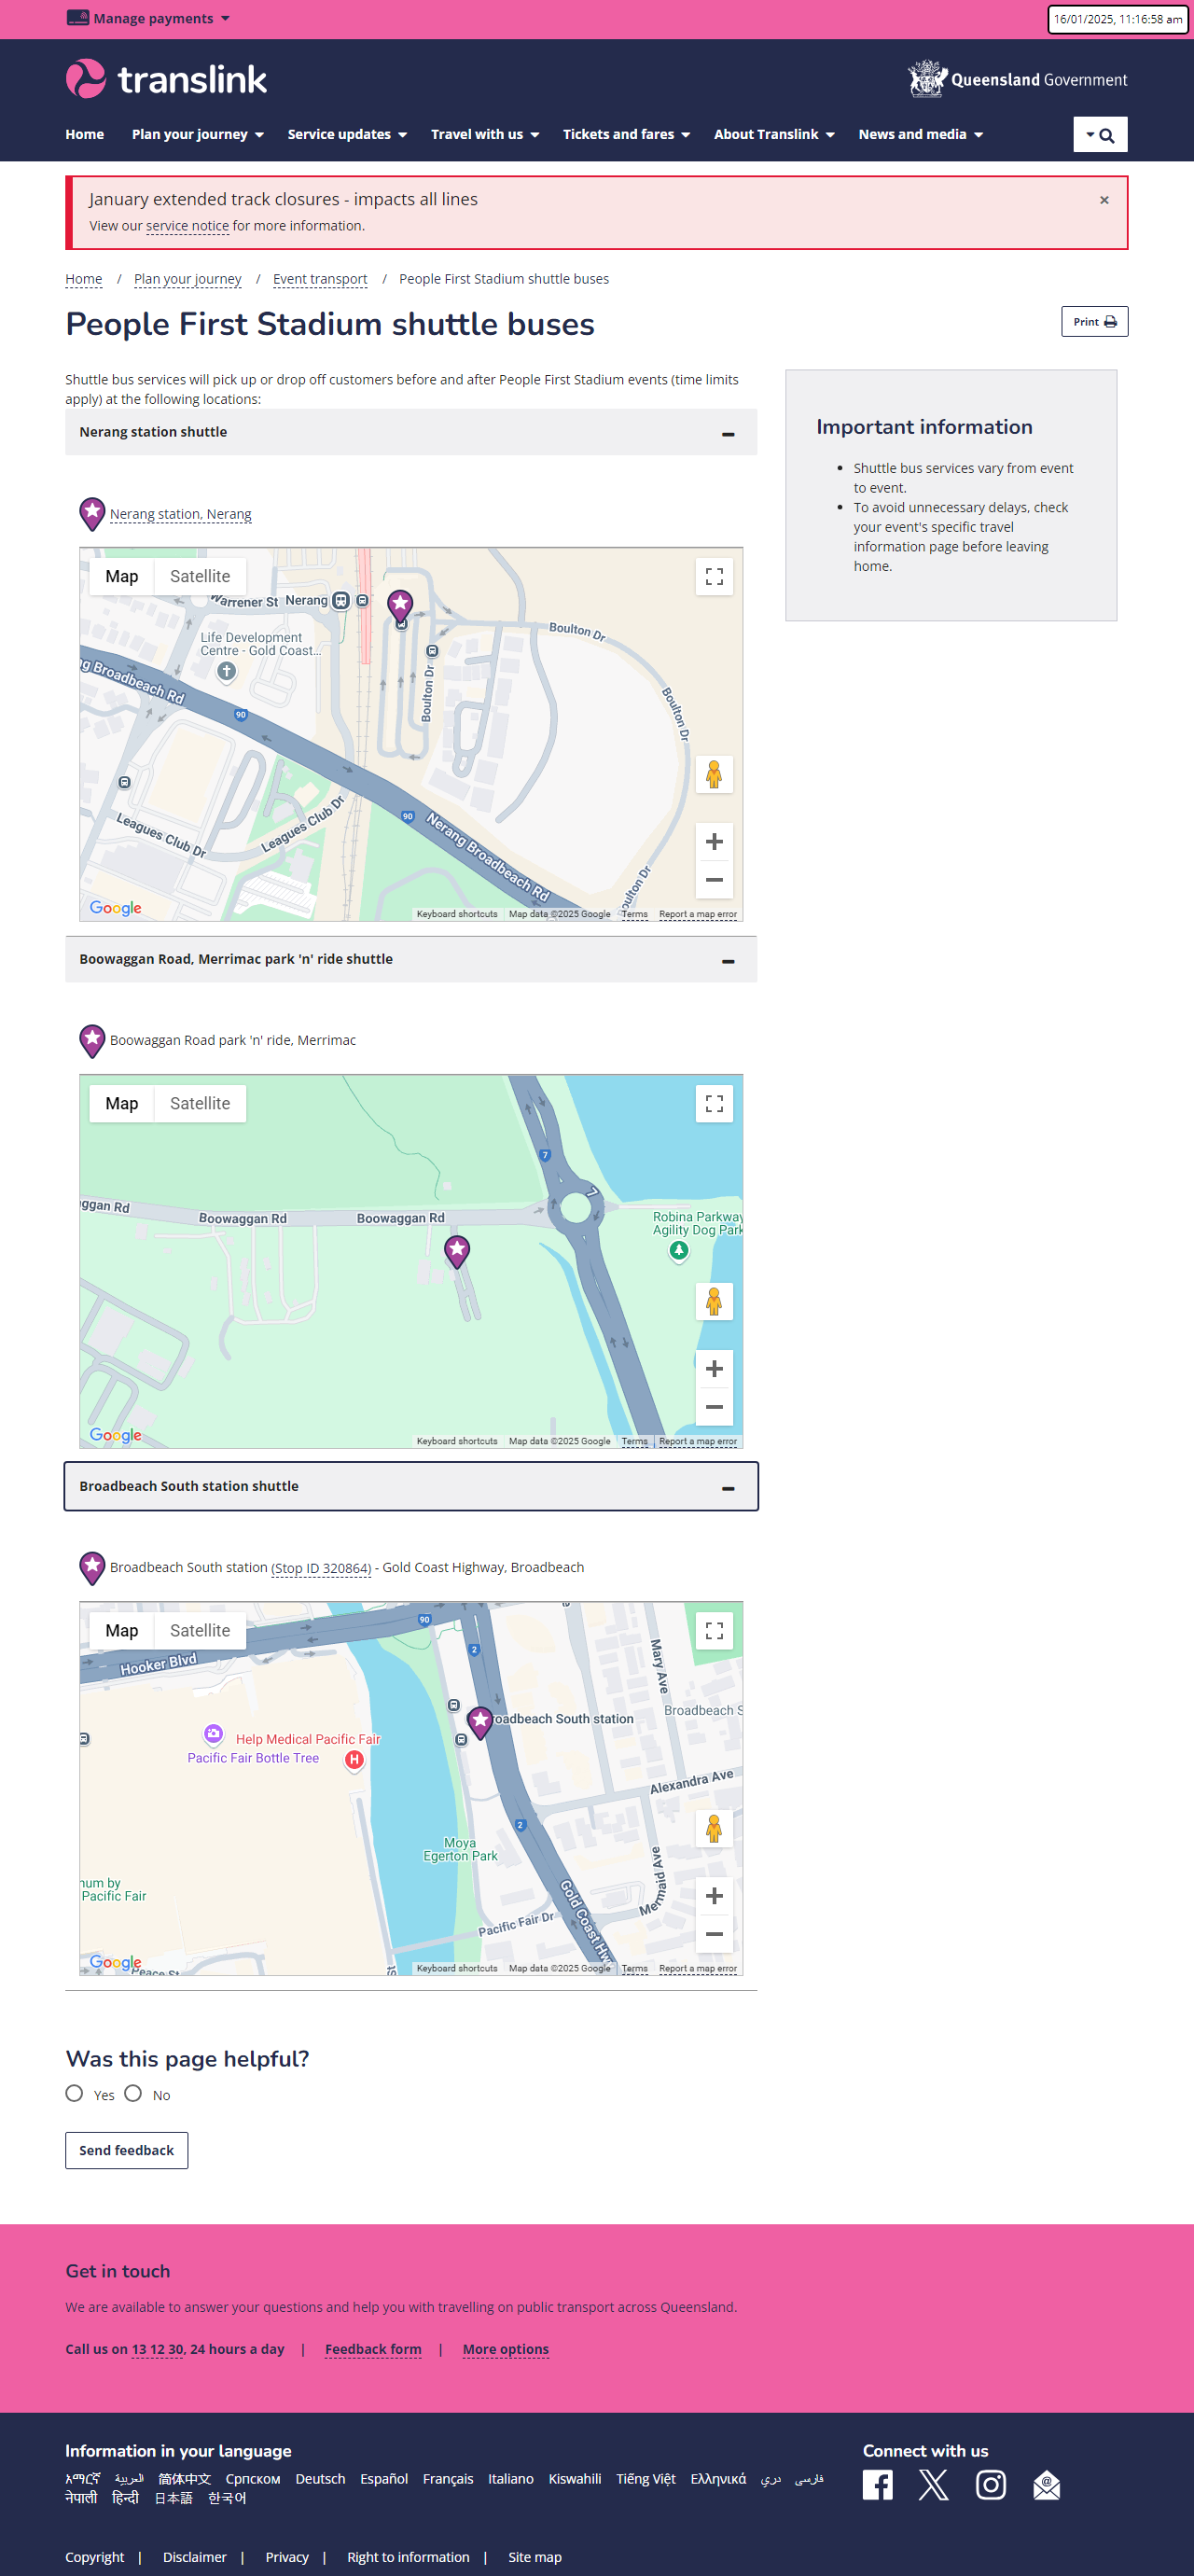 Manage payments
16/01/2025, 11:16:58 am
translink
Queensland Government
Home Plan your journey Service updates Travel with us Tickets and fares About Translink News and media
January extended track closures - impacts all lines
×
View our service notice for more information.
Home / Plan your journey / Event transport / People First Stadium shuttle buses
People First Stadium shuttle buses
Print
Shuttle bus services will pick up or drop off customers before and after People First Stadium events (time limits
apply) at the following locations:
Nerang station shuttle
Important information
• Shuttle bus services vary from event
to event.
• To avoid unnecessary delays, check
your event's specific travel
information page before leaving
home.
Nerang station, Nerang
Map Satellite
Warrener St Nerang
Life Development
Centre - Gold Coast...
Boulton Dr
ng Broadbeach Rd
Boulton Dr
Boulton Dr
90
Leagues Club Dr
Leagues Club Dr
90
Nerang Broadbeach Rd
oulton Dr
Google
Keyboard shortcuts Map data ©2025 Google Terms Report a map error
Boowaggan Road, Merrimac park 'n' ride shuttle
Boowaggan Road park 'n' ride, Merrimac
Map Satellite
7
7
ggan Rd
Boowaggan Rd
Boowaggan Rd
Robina Parkway
Agility Dog Park
Google
Keyboard shortcuts Map data ©2025 Google Terms Report a map error
Broadbeach South station shuttle
Broadbeach South station (Stop ID 320864) - Gold Coast Highway, Broadbeach
Map Satellite
90
2
Hooker Blvd
Mary Ave
Broadbeach S
roadbeach South station
Help Medical Pacific Fair
H
Pacific Fair Bottle Tree
Alexandra Ave
2
Moya
Egerton Park
Mermaid Ave
num by
Pacific Fair
Gold Coast Hwy
Pacific Fair Dr
Peace St
st
Google
Keyboard shortcuts Map data ©2025 Google Terms Report a map error
Was this page helpful?
Yes No
Send feedback
Get in touch
We are available to answer your questions and help you with travelling on public transport across Queensland.
Call us on 13 12 30, 24 hours a day | Feedback form | More options
Information in your language
Connect with us
አማርኛ العربية 简体中文 Српском Deutsch Español Français Italiano Kiswahili Tiếng Việt Ελληνικά دری فارسی
नेपाली हिन्दी 日本語 한국어
Copyright | Disclaimer | Privacy | Right to information | Site map